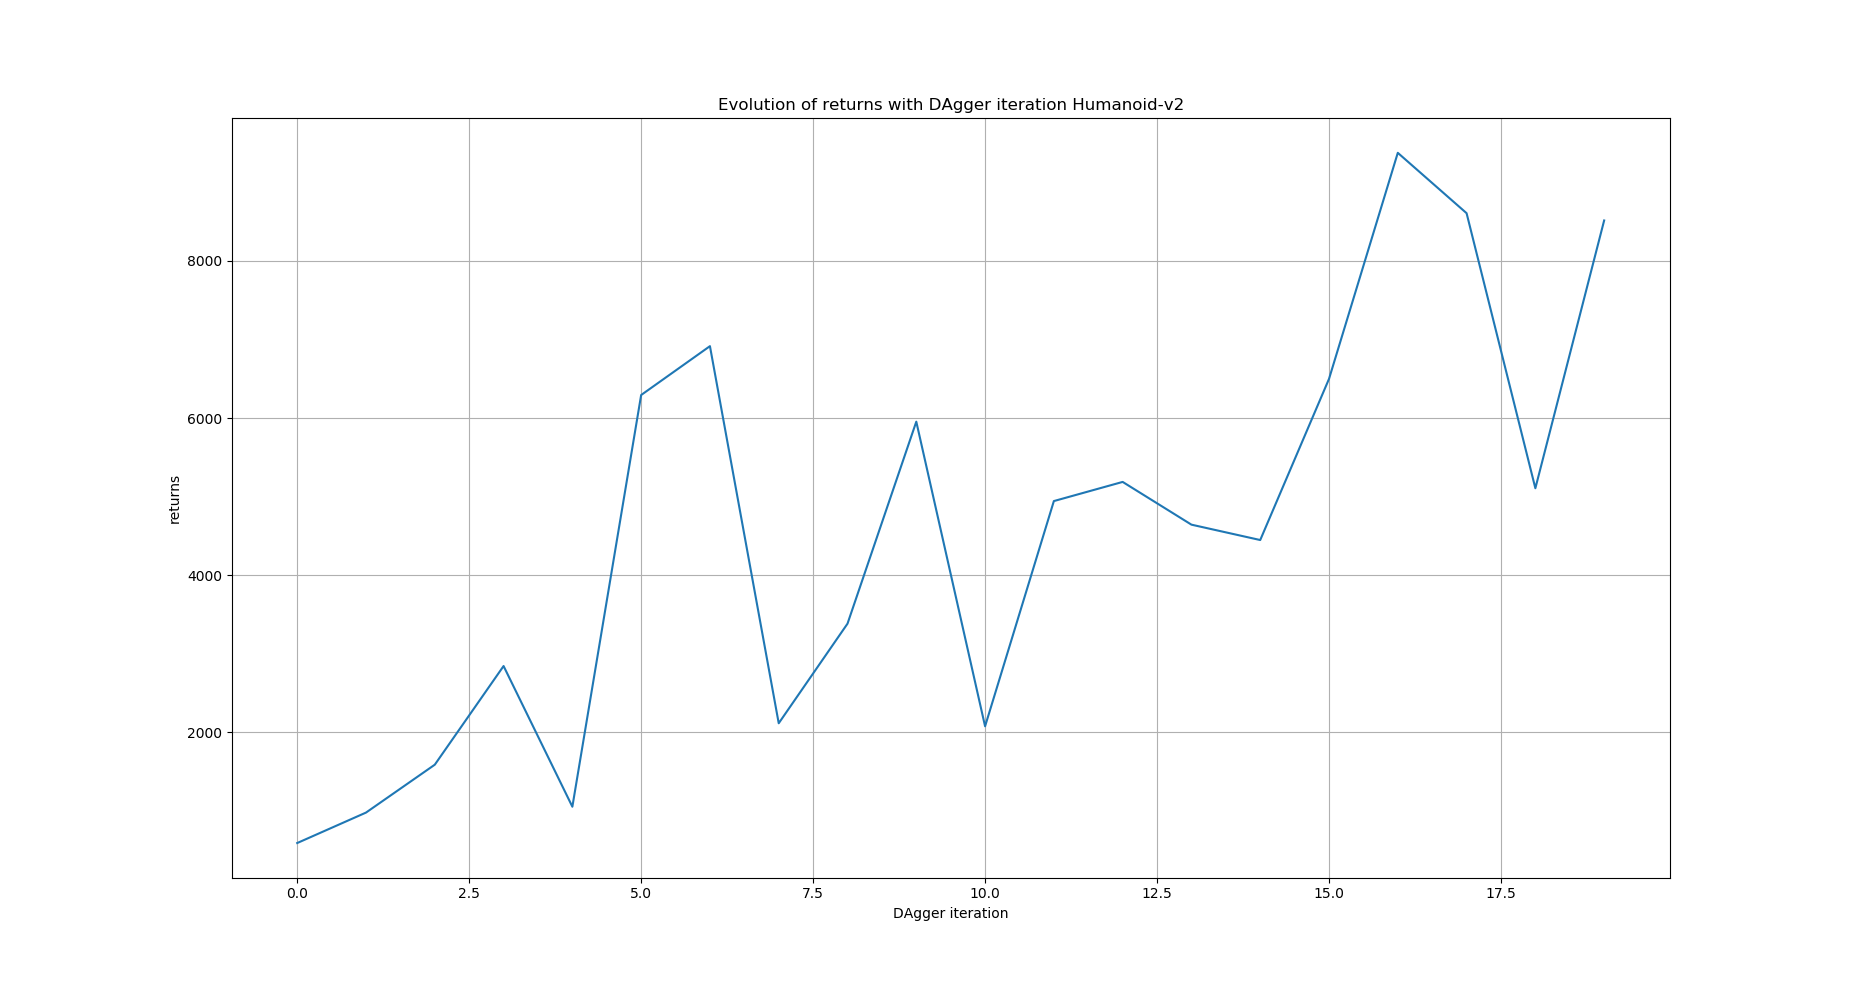 Evolution of returns with DAgger iteration Humanoid-v2
8000
6000
4000
2000
returns
0.0 2.5 5.0 7.5 10.0 12.5 15.0 17.5
DAgger iteration